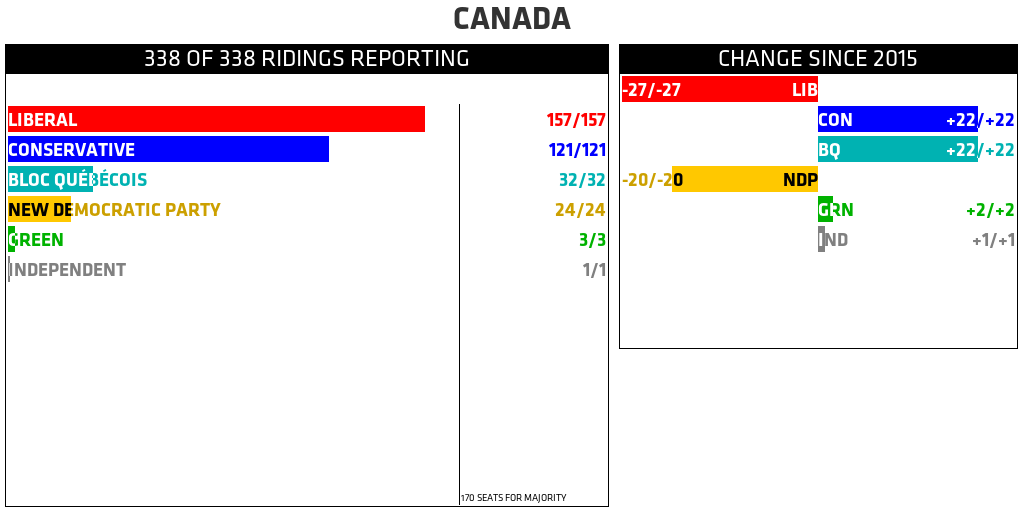 CANADA
338 OF 338 RIDINGS REPORTING
LIBERAL 157/157
CONSERVATIVE 121/121
BLOC QUÉBÉCOIS 32/32
NEW DEMOCRATIC PARTY 24/24
GREEN 3/3
INDEPENDENT 1/1
170 SEATS FOR MAJORITY
CHANGE SINCE 2015
-27/-27 LIB
CON +22/+22
BQ +22/+22
-20/-20 NDP
GRN +2/+2
IND +1/+1